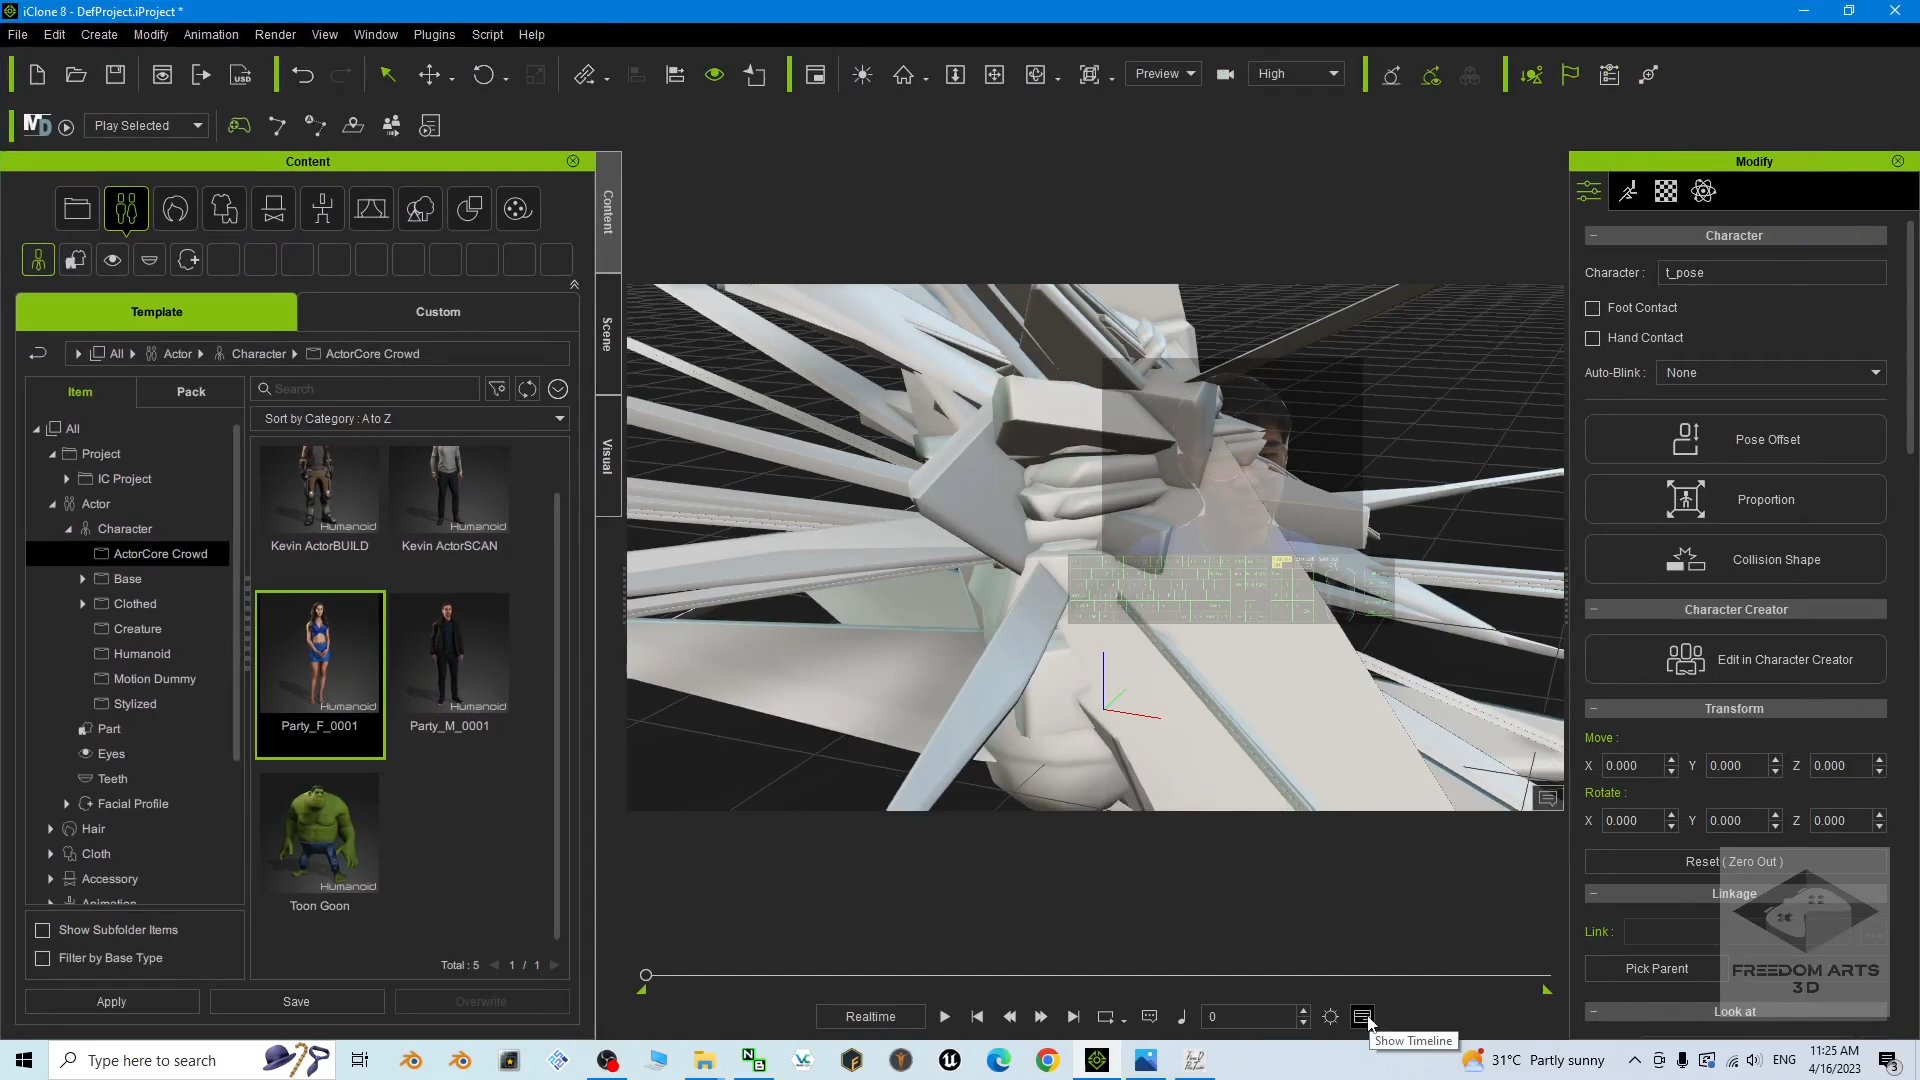 iClone 8 - DefProject.iProject *
File Edit Create Modify Animation Render View Window Plugins Script Help
USD
Preview High
MD Play Selected
Content
Template Custom
All Actor Character ActorCore Crowd
Item Pack
Search
Sort by Category : A to Z
All
Project
IC Project
Actor
Character
ActorCore Crowd
Base
Clothed
Creature
Humanoid
Motion Dummy
Stylized
Part
Eyes
Teeth
Facial Profile
Hair
Cloth
Accessory
Animation
Humanoid Humanoid
Kevin ActorBUILD Kevin ActorSCAN
Humanoid Humanoid
Party_F_0001 Party_M_0001
Humanoid
Toon Goon
Show Subfolder Items
Filter by Base Type
Total : 5 1 / 1
Apply Save Overwrite
Content
Scene
Visual
Realtime 0
Show Timeline
Modify
Character
Character : t_pose
Foot Contact
Hand Contact
Auto-Blink : None
Pose Offset
Proportion
Collision Shape
Character Creator
Edit in Character Creator
Transform
Move :
X 0.000 Y 0.000 Z 0.000
Rotate :
X 0.000 Y 0.000 Z 0.000
Reset ( Zero Out )
Linkage
Link :
Pick Parent
FREEDOM ARTS
3D
Look at
Type here to search
31°C Partly sunny ENG 11:25 AM
4/16/2023
3